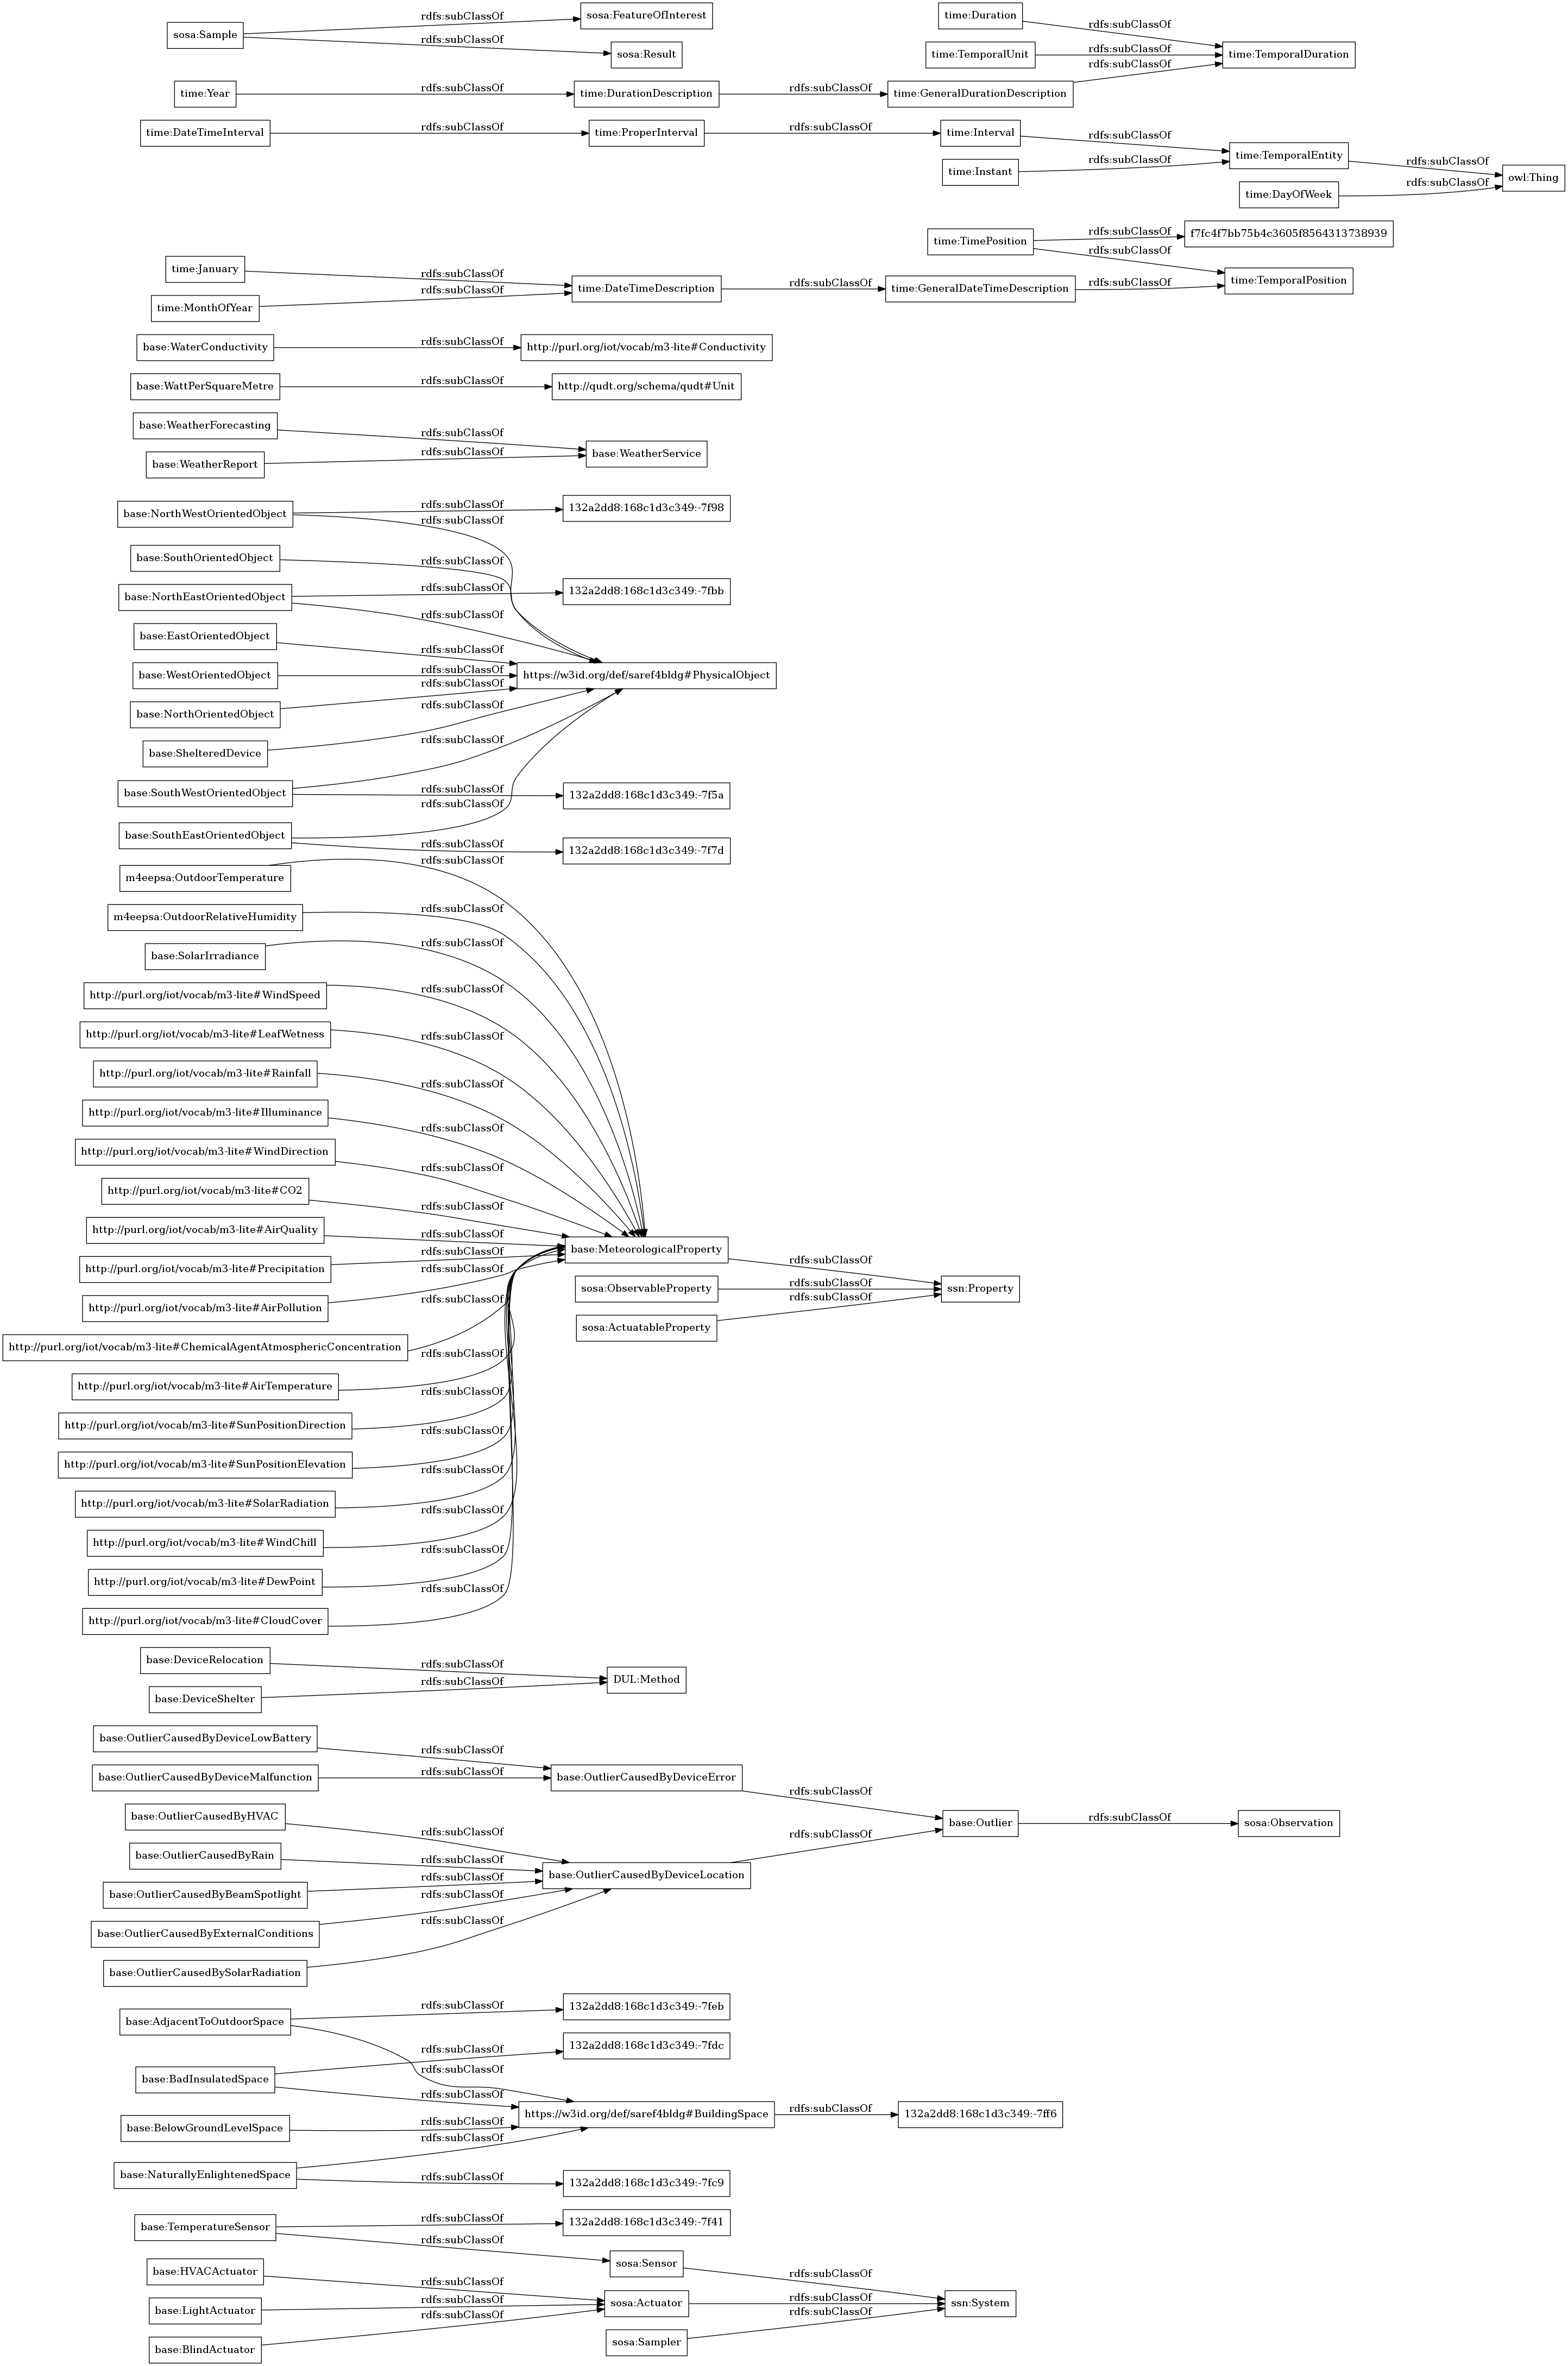 sosa:Sample
rdfs:subClassOf
sosa:FeatureOfInterest
rdfs:subClassOf
sosa:Result
time:Duration
rdfs:subClassOf
time:TemporalUnit
rdfs:subClassOf
time:TemporalDuration
time:Year
rdfs:subClassOf
time:DurationDescription
rdfs:subClassOf
time:GeneralDurationDescription
rdfs:subClassOf
time:DateTimeInterval
rdfs:subClassOf
time:ProperInterval
rdfs:subClassOf
time:Interval
rdfs:subClassOf
time:Instant
rdfs:subClassOf
time:TemporalEntity
rdfs:subClassOf
time:DayOfWeek
rdfs:subClassOf
owl:Thing
time:TimePosition
rdfs:subClassOf
f7fc4f7bb75b4c3605f8564313738939
rdfs:subClassOf
time:TemporalPosition
time:January
rdfs:subClassOf
time:MonthOfYear
rdfs:subClassOf
time:DateTimeDescription
rdfs:subClassOf
time:GeneralDateTimeDescription
rdfs:subClassOf
base:WaterConductivity
rdfs:subClassOf
http://purl.org/iot/vocab/m3-lite#Conductivity
base:WattPerSquareMetre
rdfs:subClassOf
http://qudt.org/schema/qudt#Unit
base:WeatherForecasting
rdfs:subClassOf
base:WeatherReport
rdfs:subClassOf
base:WeatherService
base:NorthWestOrientedObject
rdfs:subClassOf
132a2dd8:168c1d3c349:-7f98
rdfs:subClassOf
base:SouthOrientedObject
rdfs:subClassOf
base:NorthEastOrientedObject
rdfs:subClassOf
132a2dd8:168c1d3c349:-7fbb
rdfs:subClassOf
base:EastOrientedObject
rdfs:subClassOf
base:WestOrientedObject
rdfs:subClassOf
https://w3id.org/def/saref4bldg#PhysicalObject
base:NorthOrientedObject
rdfs:subClassOf
base:ShelteredDevice
rdfs:subClassOf
base:SouthWestOrientedObject
rdfs:subClassOf
rdfs:subClassOf
132a2dd8:168c1d3c349:-7f5a
base:SouthEastOrientedObject
rdfs:subClassOf
rdfs:subClassOf
132a2dd8:168c1d3c349:-7f7d
m4eepsa:OutdoorTemperature
rdfs:subClassOf
m4eepsa:OutdoorRelativeHumidity
rdfs:subClassOf
base:SolarIrradiance
rdfs:subClassOf
http://purl.org/iot/vocab/m3-lite#WindSpeed
rdfs:subClassOf
http://purl.org/iot/vocab/m3-lite#LeafWetness
rdfs:subClassOf
http://purl.org/iot/vocab/m3-lite#Rainfall
rdfs:subClassOf
http://purl.org/iot/vocab/m3-lite#Illuminance
rdfs:subClassOf
http://purl.org/iot/vocab/m3-lite#WindDirection
rdfs:subClassOf
http://purl.org/iot/vocab/m3-lite#CO2
rdfs:subClassOf
http://purl.org/iot/vocab/m3-lite#AirQuality
rdfs:subClassOf
http://purl.org/iot/vocab/m3-lite#Precipitation
rdfs:subClassOf
http://purl.org/iot/vocab/m3-lite#AirPollution
rdfs:subClassOf
base:MeteorologicalProperty
rdfs:subClassOf
sosa:ObservableProperty
rdfs:subClassOf
sosa:ActuatableProperty
rdfs:subClassOf
ssn:Property
http://purl.org/iot/vocab/m3-lite#ChemicalAgentAtmosphericConcentration
rdfs:subClassOf
http://purl.org/iot/vocab/m3-lite#AirTemperature
rdfs:subClassOf
http://purl.org/iot/vocab/m3-lite#SunPositionDirection
rdfs:subClassOf
http://purl.org/iot/vocab/m3-lite#SunPositionElevation
rdfs:subClassOf
http://purl.org/iot/vocab/m3-lite#SolarRadiation
rdfs:subClassOf
http://purl.org/iot/vocab/m3-lite#WindChill
rdfs:subClassOf
http://purl.org/iot/vocab/m3-lite#DewPoint
rdfs:subClassOf
http://purl.org/iot/vocab/m3-lite#CloudCover
rdfs:subClassOf
base:DeviceRelocation
rdfs:subClassOf
base:DeviceShelter
rdfs:subClassOf
DUL:Method
base:OutlierCausedByDeviceLowBattery
rdfs:subClassOf
base:OutlierCausedByDeviceMalfunction
rdfs:subClassOf
base:OutlierCausedByDeviceError
rdfs:subClassOf
base:OutlierCausedByHVAC
rdfs:subClassOf
base:OutlierCausedByRain
rdfs:subClassOf
base:OutlierCausedByBeamSpotlight
rdfs:subClassOf
base:OutlierCausedByExternalConditions
rdfs:subClassOf
base:OutlierCausedBySolarRadiation
rdfs:subClassOf
base:OutlierCausedByDeviceLocation
rdfs:subClassOf
base:Outlier
rdfs:subClassOf
sosa:Observation
base:AdjacentToOutdoorSpace
rdfs:subClassOf
132a2dd8:168c1d3c349:-7feb
rdfs:subClassOf
base:BadInsulatedSpace
rdfs:subClassOf
132a2dd8:168c1d3c349:-7fdc
rdfs:subClassOf
base:BelowGroundLevelSpace
rdfs:subClassOf
https://w3id.org/def/saref4bldg#BuildingSpace
rdfs:subClassOf
132a2dd8:168c1d3c349:-7ff6
base:NaturallyEnlightenedSpace
rdfs:subClassOf
rdfs:subClassOf
132a2dd8:168c1d3c349:-7fc9
base:TemperatureSensor
rdfs:subClassOf
132a2dd8:168c1d3c349:-7f41
rdfs:subClassOf
sosa:Sensor
rdfs:subClassOf
base:HVACActuator
rdfs:subClassOf
base:LightActuator
rdfs:subClassOf
base:BlindActuator
rdfs:subClassOf
sosa:Actuator
rdfs:subClassOf
sosa:Sampler
rdfs:subClassOf
ssn:System